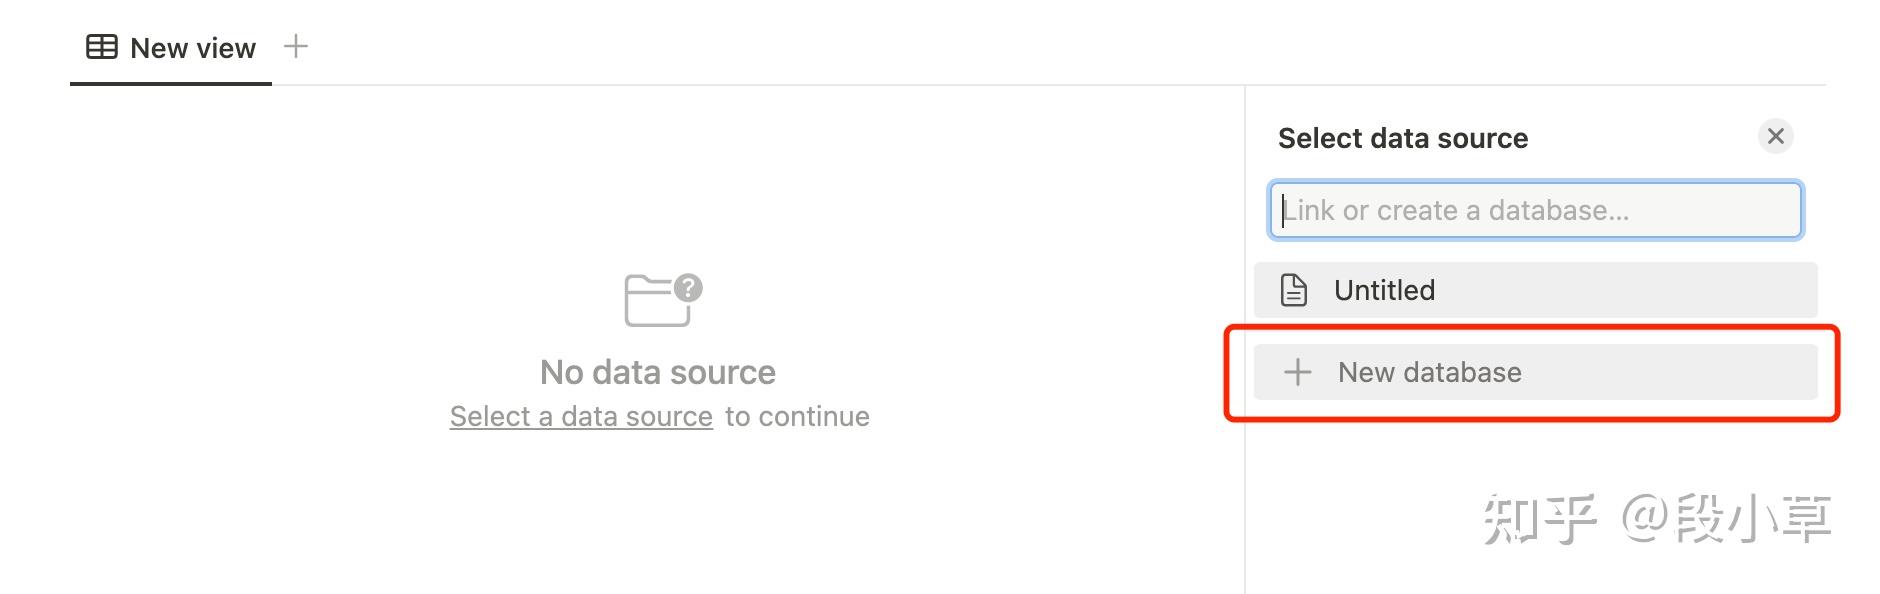 New view
Select data source
Link or create a database...
Untitled
New database
No data source
Select a data source to continue
知乎 @段小草